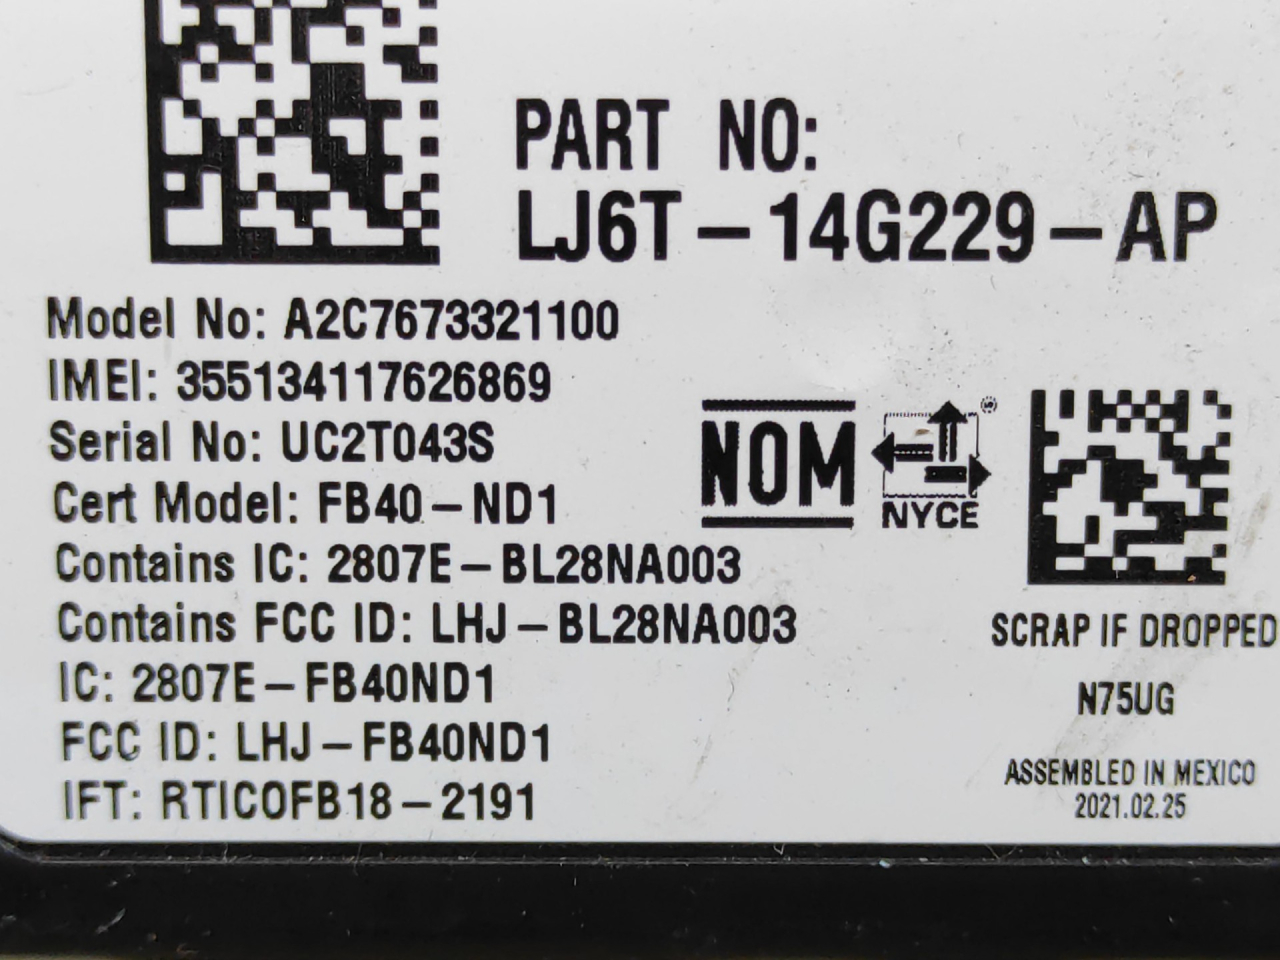 PART NO:
LJ6T-14G229-AP
Model No: A2C7673321100
IMEI: 355134117626869
Serial No: UC2T043S
Cert Model: FB40-ND1
Contains IC: 2807E-BL28NA003
Contains FCC ID: LHJ-BL28NA003
IC: 2807E-FB40ND1
FCC ID: LHJ-FB40ND1
IFT: RTICOFB18-2191
NOM
NYCE
SCRAP IF DROPPED
N75UG
ASSEMBLED IN MEXICO
2021.02.25